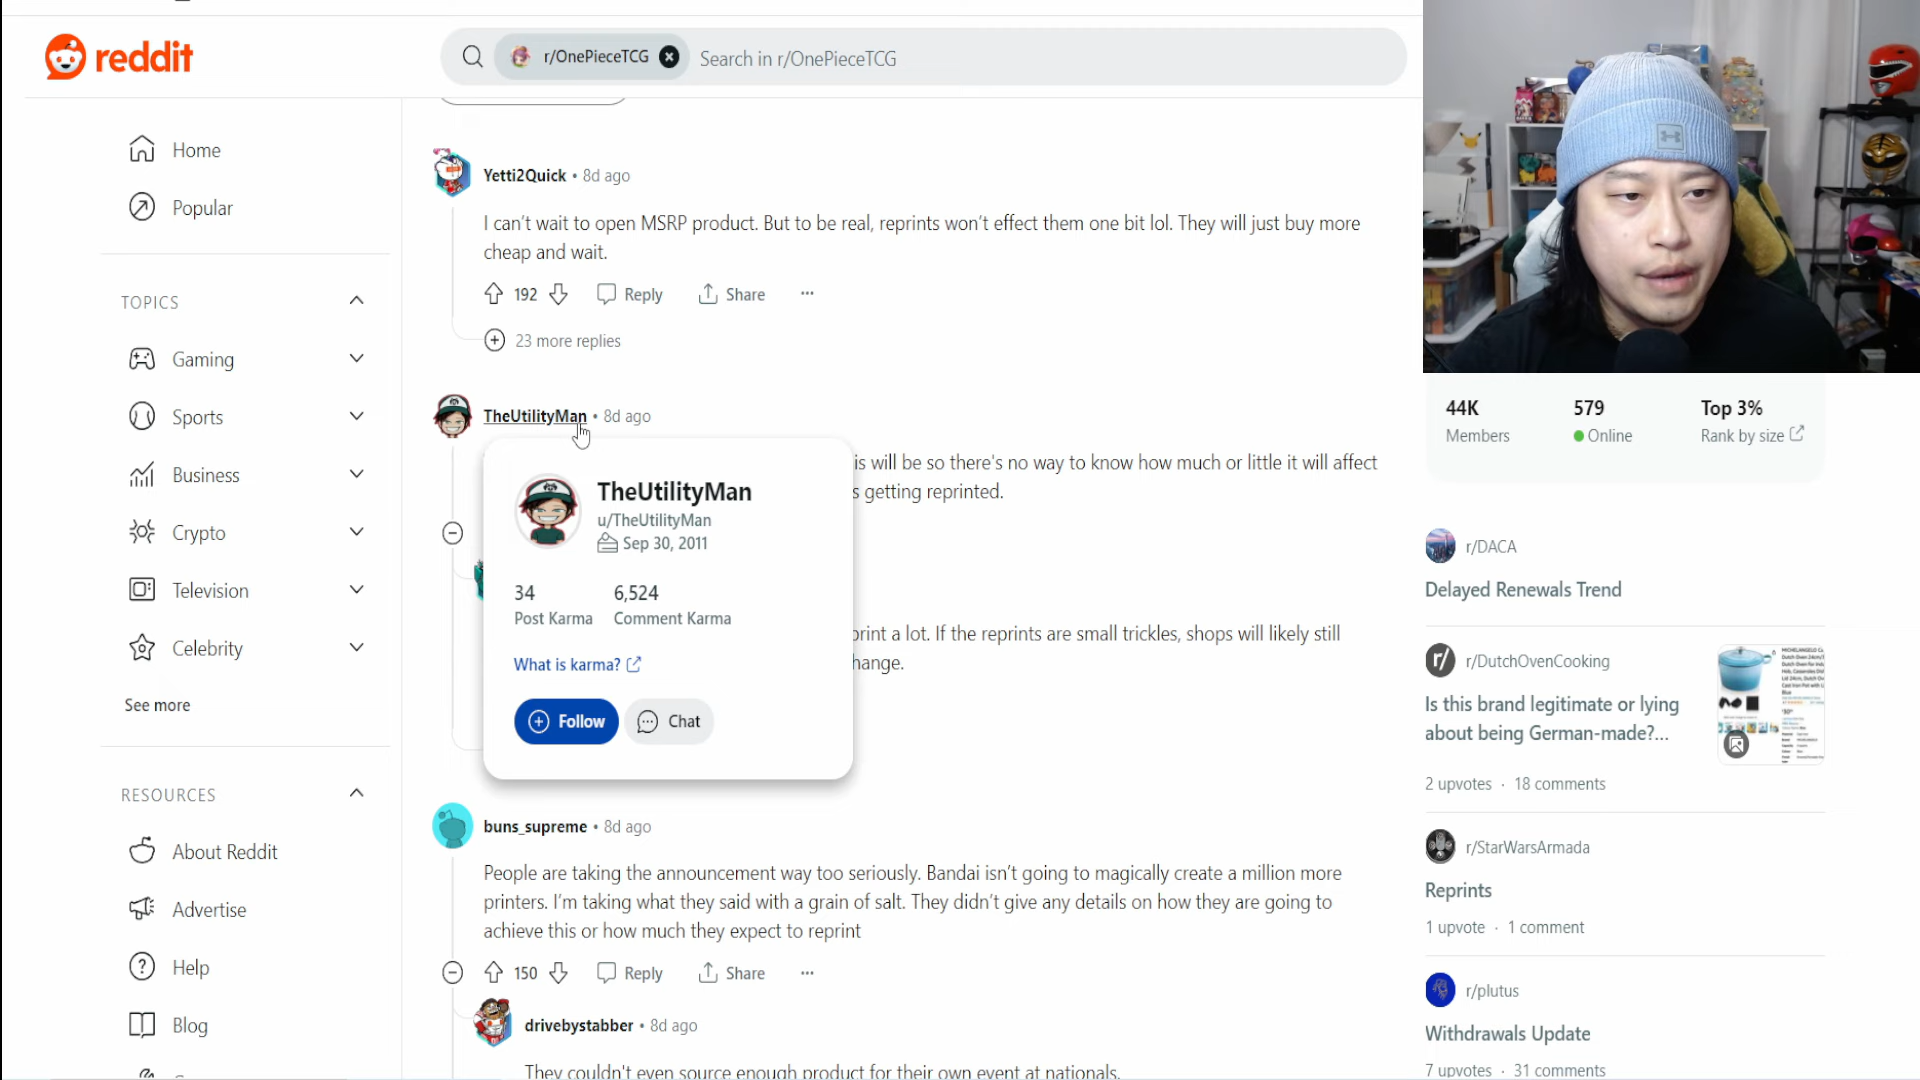 reddit
r/OnePieceTCG
Search in r/OnePieceTCG
Home
Popular
TOPICS
Gaming
Sports
Business
Crypto
Television
Celebrity
See more
RESOURCES
About Reddit
Advertise
Help
Blog
Yetti2Quick • 8d ago
I can't wait to open MSRP product. But to be real, reprints won't effect them one bit lol. They will just buy more
cheap and wait.
192 Reply Share ...
23 more replies
TheUtilityMan • 8d ago
is will be so there's no way to know how much or little it will affect
s getting reprinted.
TheUtilityMan
u/TheUtilityMan
Sep 30, 2011
34 6,524
Post Karma Comment Karma
What is karma?
Follow Chat
print a lot. If the reprints are small trickles, shops will likely still
hange.
buns_supreme • 8d ago
People are taking the announcement way too seriously. Bandai isn't going to magically create a million more
printers. I'm taking what they said with a grain of salt. They didn't give any details on how they are going to
achieve this or how much they expect to reprint
150 Reply Share ...
drivebystabber • 8d ago
They couldn't even source enough product for their own event at nationals.
44K 579 Top 3%
Members Online Rank by size
r/DACA
Delayed Renewals Trend
r/DutchOvenCooking
Is this brand legitimate or lying
about being German-made?...
2 upvotes · 18 comments
r/StarWarsArmada
Reprints
1 upvote · 1 comment
r/plutus
Withdrawals Update
7 upvotes · 31 comments